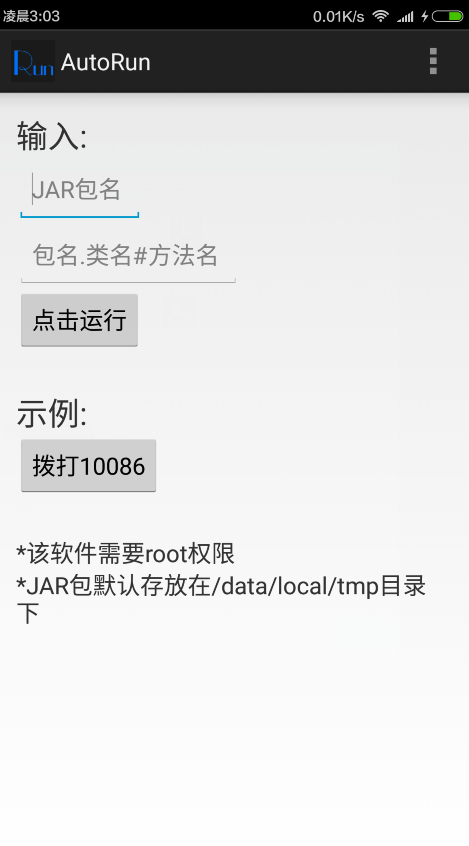 凌晨3:03 0.01K/s
Run AutoRun
输入:
JAR包名
包名.类名#方法名
点击运行
示例:
拨打10086
*该软件需要root权限
*JAR包默认存放在/data/local/tmp目录
下